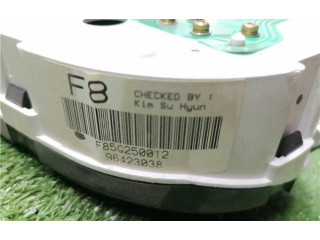 F8
CHECKED BY :
Kim Su Hyun
F85G250012
96423038